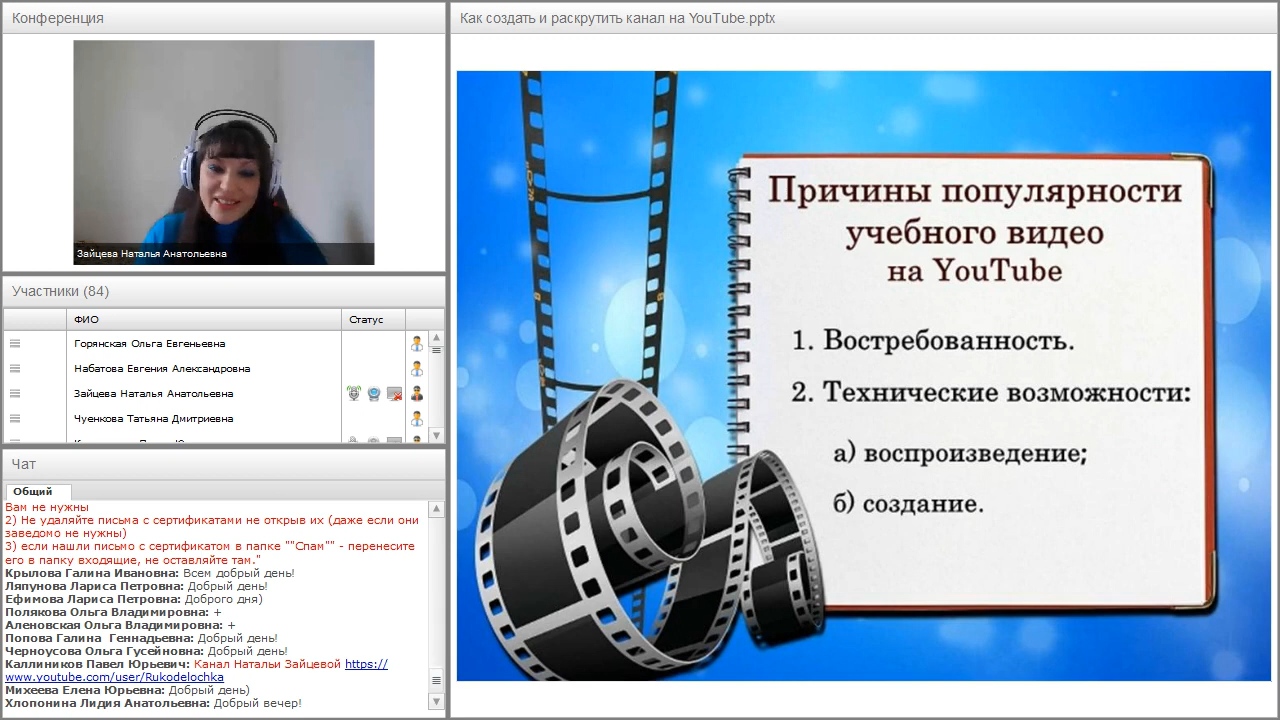 Конференция
Зайцева Наталья Анатольевна
Участники (84)
ФИО
Статус
Горянская Ольга Евгеньевна
Набатова Евгения Александровна
Зайцева Наталья Анатольевна
Чуенкова Татьяна Дмитриевна
Чат
Общий
Вам не нужны
2) Не удаляйте письма с сертификатами не открыв их (даже если они
заведомо не нужны)
3) если нашли письмо с сертификатом в папке ""Спам"" - перенесите
его в папку входящие, не оставляйте там."
Крылова Галина Ивановна: Всем добрый день!
Ляпунова Лариса Петровна: Добрый день!
Ефимова Лариса Петровна: Доброго дня)
Полякова Ольга Владимировна: +
Аленовская Ольга Владимировна: +
Попова Галина Геннадьевна: Добрый день!
Черноусова Ольга Гусейновна: Добрый день!
Каллиников Павел Юрьевич: Канал Натальи Зайцевой https://
www.youtube.com/user/Rukodelochka
Михеева Елена Юрьевна: Добрый день)
Хлопонина Лидия Анатольевна: Добрый вечер!
Как создать и раскрутить канал на YouTube.pptx
Причины популярности
учебного видео
на YouTube
1. Востребованность.
2. Технические возможности:
а) воспроизведение;
б) создание.